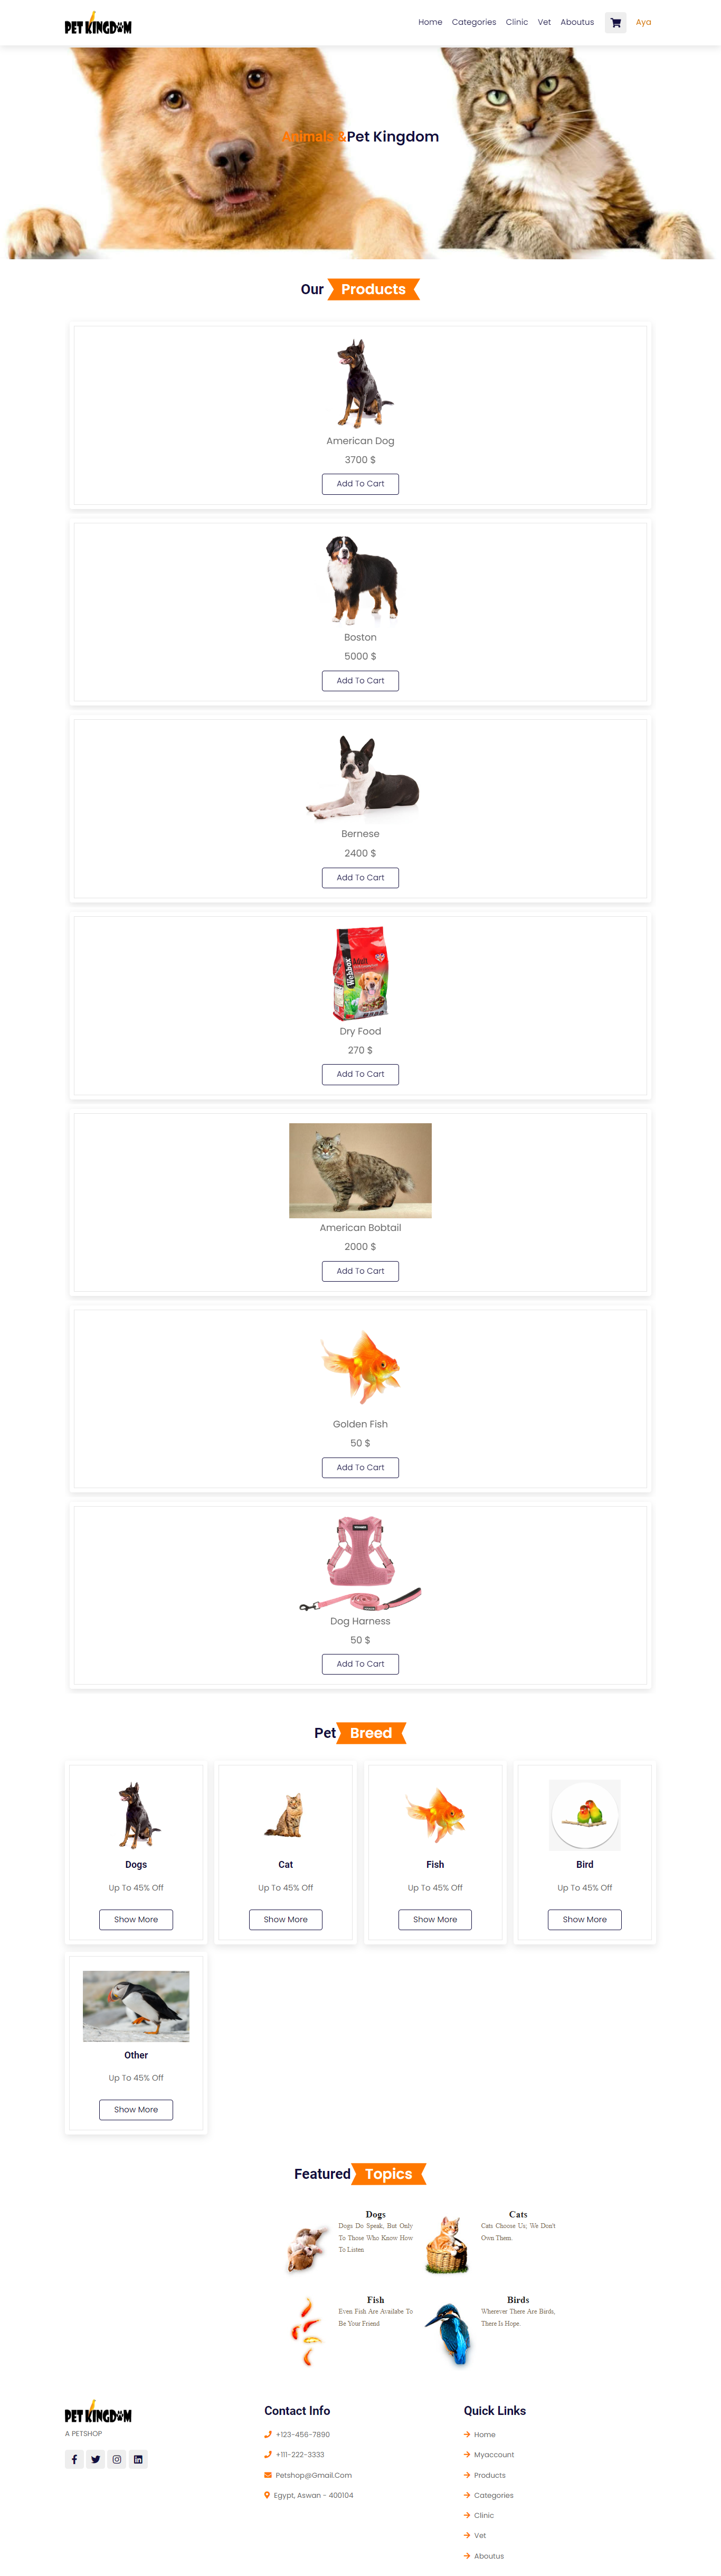 PET KINGDOM
Home Categories Clinic Vet Aboutus Aya
Animals &Pet Kingdom
Our Products
American Dog
3700 $
Add To Cart
Boston
5000 $
Add To Cart
Bernese
2400 $
Add To Cart
Webbox
Adult
Dry Food
270 $
Add To Cart
American Bobtail
2000 $
Add To Cart
Golden Fish
50 $
Add To Cart
Dog Harness
50 $
Add To Cart
Pet Breed
Dogs
Up To 45% Off
Show More
Cat
Up To 45% Off
Show More
Fish
Up To 45% Off
Show More
Bird
Up To 45% Off
Show More
Other
Up To 45% Off
Show More
Featured Topics
Dogs
Dogs Do Speak, But Only
To Those Who Know How
To Listen
Cats
Cats Choose Us; We Don't
Own Them.
Fish
Even Fish Are Availabe To
Be Your Friend
Birds
Wherever There Are Birds,
There Is Hope.
PET KINGDOM
A PETSHOP
Contact Info
+123-456-7890
+111-222-3333
Petshop@Gmail.Com
Egypt, Aswan - 400104
Quick Links
Home
Myaccount
Products
Categories
Clinic
Vet
Aboutus